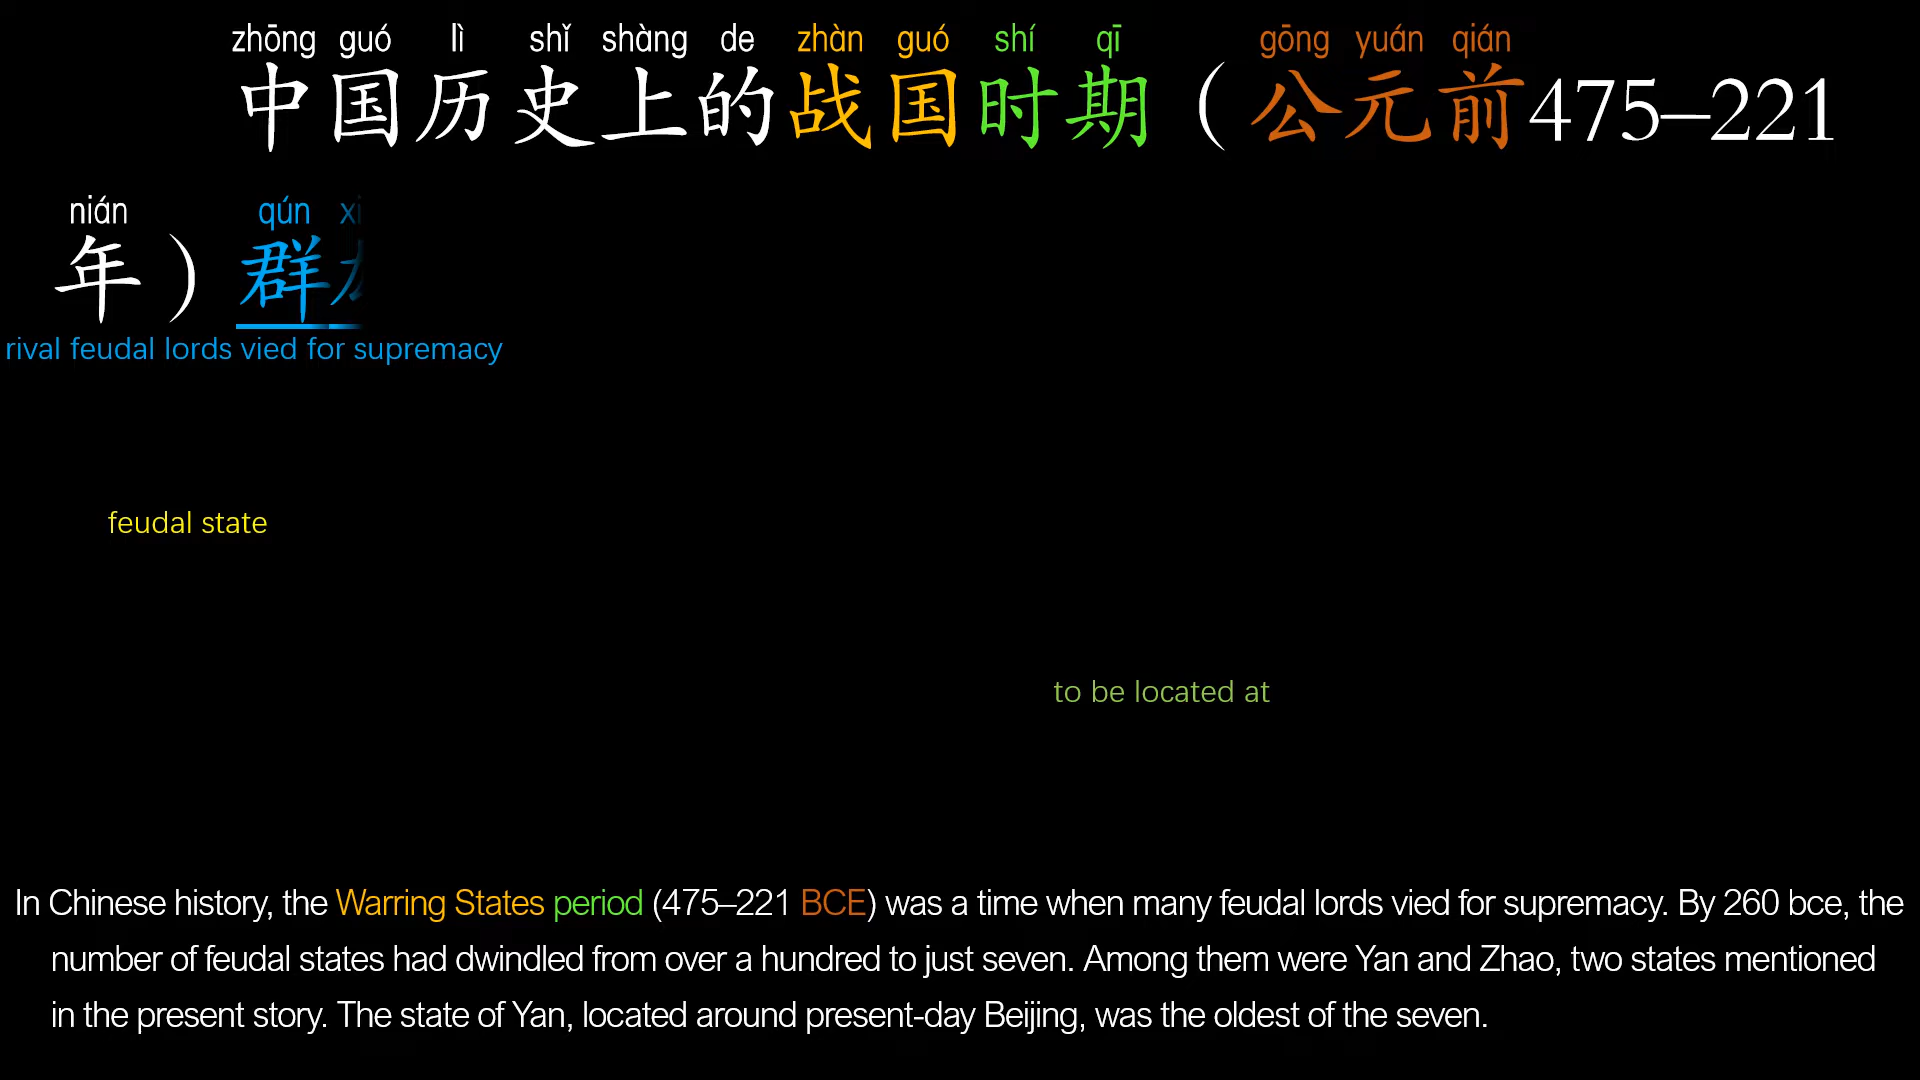 zhōng guó lì shǐ shàng de zhàn guó shí qī gōng yuán qián
中国历史上的战国时期（公元前475–221
nián qún
年）群
rival feudal lords vied for supremacy
feudal state
to be located at
In Chinese history, the Warring States period (475–221 BCE) was a time when many feudal lords vied for supremacy. By 260 bce, the
number of feudal states had dwindled from over a hundred to just seven. Among them were Yan and Zhao, two states mentioned
in the present story. The state of Yan, located around present-day Beijing, was the oldest of the seven.